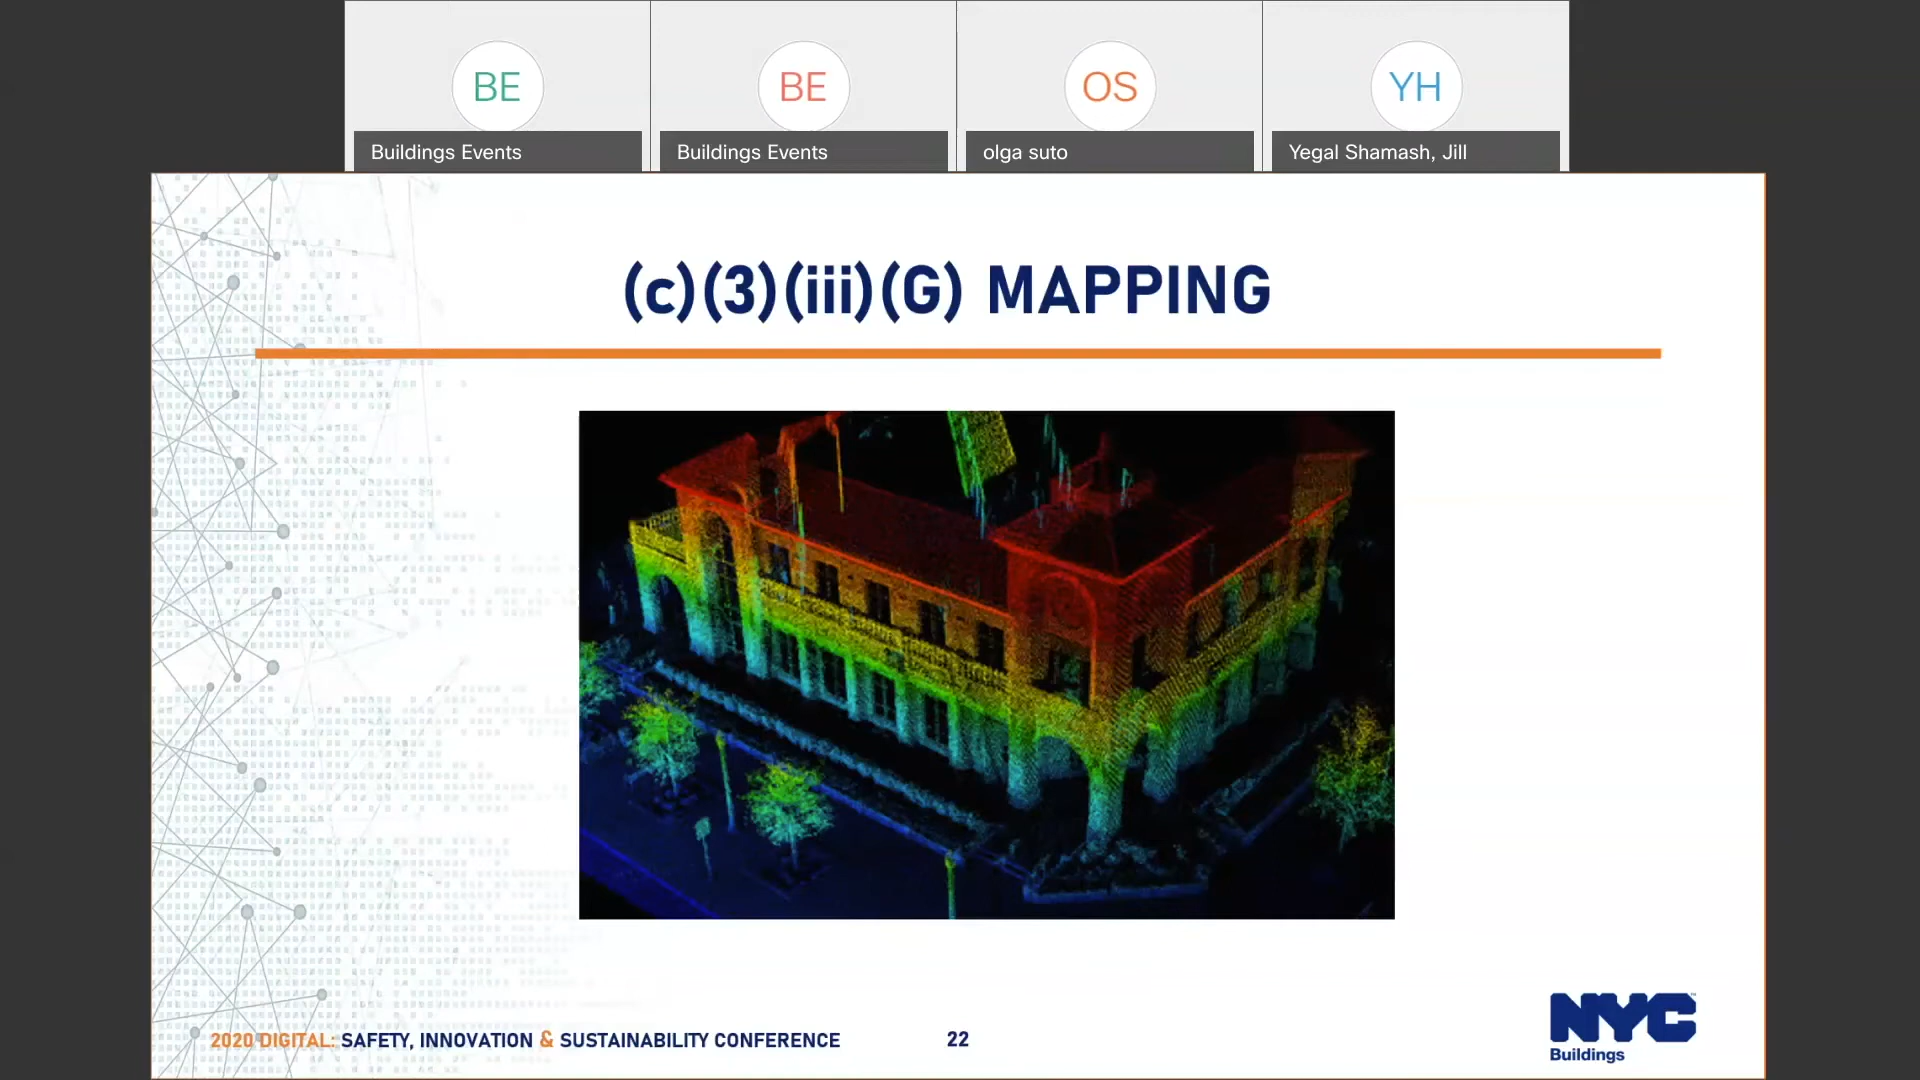 BE
BE
OS
YH
Buildings Events
Buildings Events
olga suto
Yegal Shamash, Jill
(c)(3)(iii)(G) MAPPING
2020 DIGITAL: SAFETY, INNOVATION & SUSTAINABILITY CONFERENCE
22
NYC
Buildings